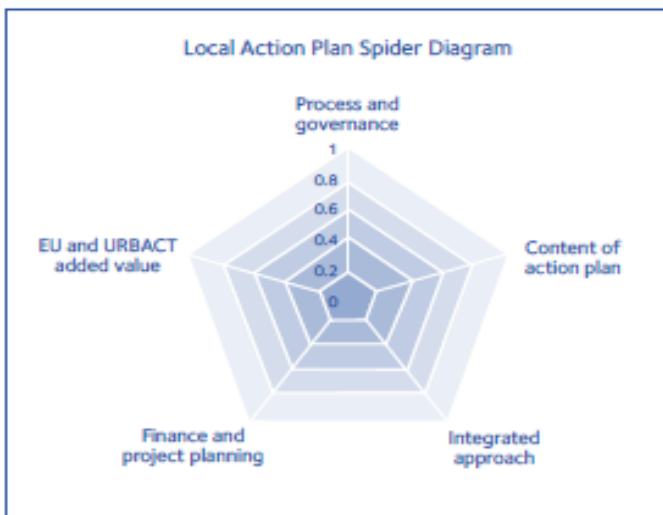 Local Action Plan Spider Diagram
Process and
governance
1
0.8
0.6
0.4
0.2
0
EU and URBACT
added value
Content of
action plan
Finance and
project planning
Integrated
approach